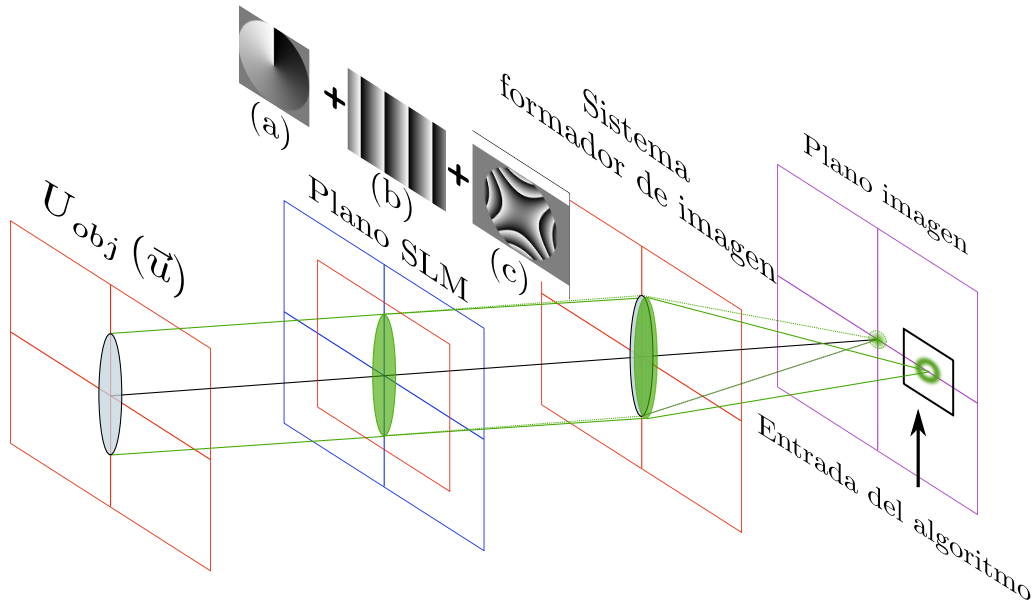 (a)
+
(b)
+
(c)
Sistema
formador de imagen
Plano imagen
U obj (u⃗)
Plano SLM
Entrada del algoritmo